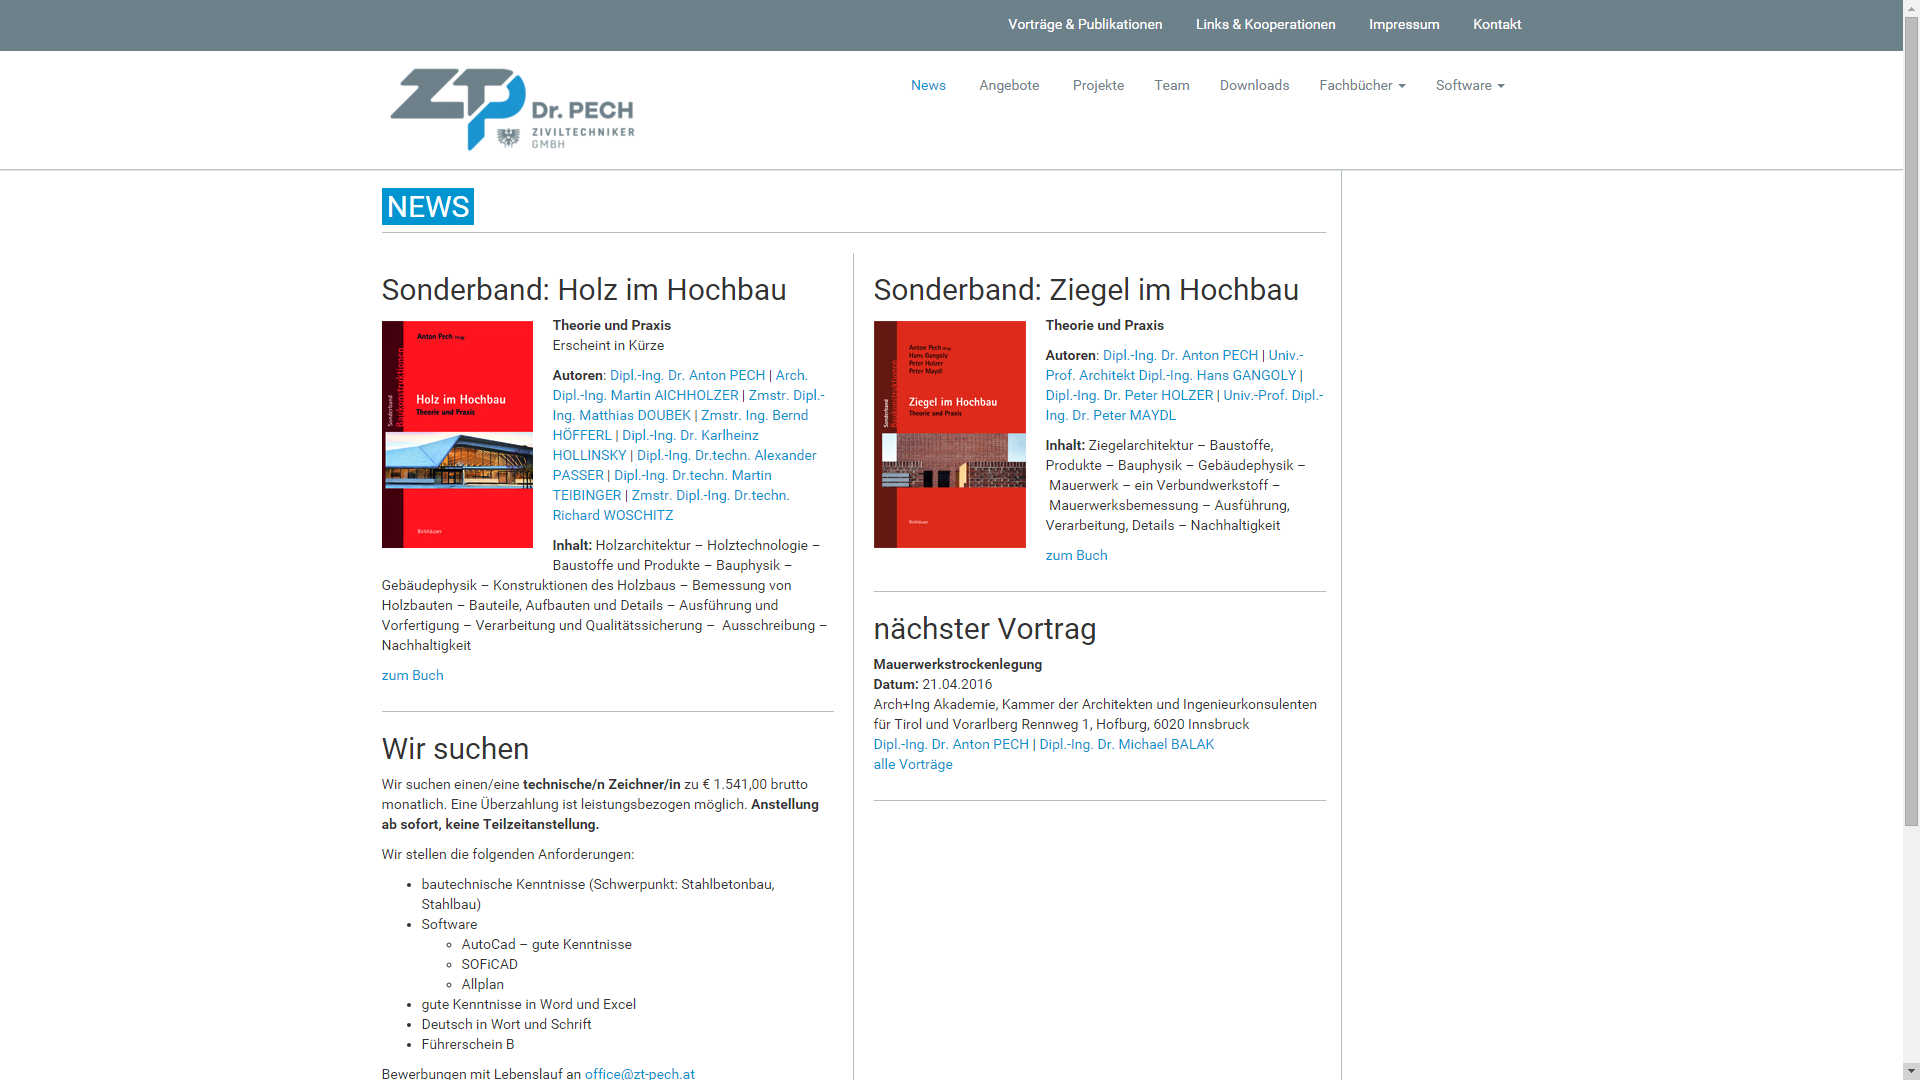 Vorträge & Publikationen
Links & Kooperationen
Impressum
Kontakt
ZTP
Dr. PECH
ZIVILTECHNIKER
GMBH
News
Angebote
Projekte
Team
Downloads
Fachbücher
Software
NEWS
Sonderband: Holz im Hochbau
Anton Pech Hrsg.
Holz im Hochbau
Theorie und Praxis
Sonderband
Baukonstruktionen
Birkhäuser
Theorie und Praxis
Erscheint in Kürze
Autoren: Dipl.-Ing. Dr. Anton PECH | Arch.
Dipl.-Ing. Martin AICHHOLZER | Zmstr. Dipl.-
Ing. Matthias DOUBEK | Zmstr. Ing. Bernd
HÖFFERL | Dipl.-Ing. Dr. Karlheinz
HOLLINSKY | Dipl.-Ing. Dr.techn. Alexander
PASSER | Dipl.-Ing. Dr.techn. Martin
TEIBINGER | Zmstr. Dipl.-Ing. Dr.techn.
Richard WOSCHITZ
Inhalt: Holzarchitektur – Holztechnologie –
Baustoffe und Produkte – Bauphysik –
Gebäudephysik – Konstruktionen des Holzbaus – Bemessung von
Holzbauten – Bauteile, Aufbauten und Details – Ausführung und
Vorfertigung – Verarbeitung und Qualitätssicherung – Ausschreibung –
Nachhaltigkeit
zum Buch
Wir suchen
Wir suchen einen/eine technische/n Zeichner/in zu € 1.541,00 brutto
monatlich. Eine Überzahlung ist leistungsbezogen möglich. Anstellung
ab sofort, keine Teilzeitanstellung.
Wir stellen die folgenden Anforderungen:
bautechnische Kenntnisse (Schwerpunkt: Stahlbetonbau,
Stahlbau)
Software
AutoCad – gute Kenntnisse
SOFiCAD
Allplan
gute Kenntnisse in Word und Excel
Deutsch in Wort und Schrift
Führerschein B
Bewerbungen mit Lebenslauf an office@zt-pech.at
Sonderband: Ziegel im Hochbau
Anton Pech Hrsg.
Hans Gangoly
Peter Holzer
Peter Maydl
Ziegel im Hochbau
Theorie und Praxis
Sonderband
Baukonstruktionen
Birkhäuser
Theorie und Praxis
Autoren: Dipl.-Ing. Dr. Anton PECH | Univ.-
Prof. Architekt Dipl.-Ing. Hans GANGOLY |
Dipl.-Ing. Dr. Peter HOLZER | Univ.-Prof. Dipl.-
Ing. Dr. Peter MAYDL
Inhalt: Ziegelarchitektur – Baustoffe,
Produkte – Bauphysik – Gebäudephysik –
Mauerwerk – ein Verbundwerkstoff –
Mauerwerksbemessung – Ausführung,
Verarbeitung, Details – Nachhaltigkeit
zum Buch
nächster Vortrag
Mauerwerkstrockenlegung
Datum: 21.04.2016
Arch+Ing Akademie, Kammer der Architekten und Ingenieurkonsulenten
für Tirol und Vorarlberg Rennweg 1, Hofburg, 6020 Innsbruck
Dipl.-Ing. Dr. Anton PECH | Dipl.-Ing. Dr. Michael BALAK
alle Vorträge